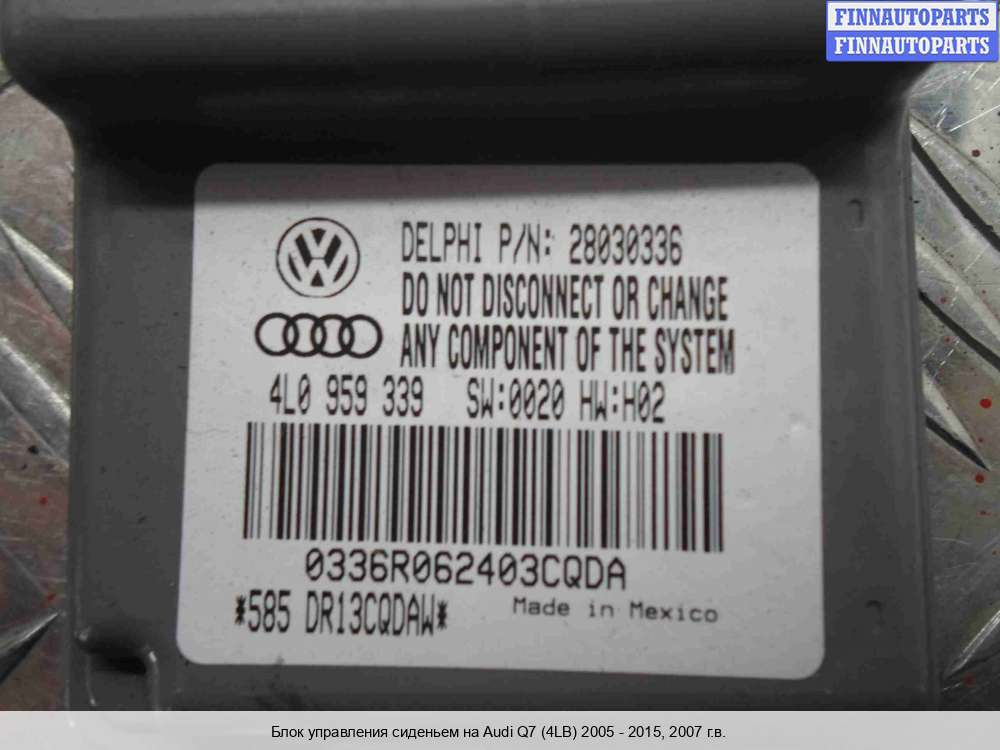 FINNAUTOPARTS
FINNAUTOPARTS
DELPHI P/N: 28030336
DO NOT DISCONNECT OR CHANGE
ANY COMPONENT OF THE SYSTEM
4L0 959 339 SW:0020 HW:H02
0336R062403CQDA
*585 DR13CQDAW*
Made in Mexico
Блок управления сиденьем на Audi Q7 (4LB) 2005 - 2015, 2007 г.в.